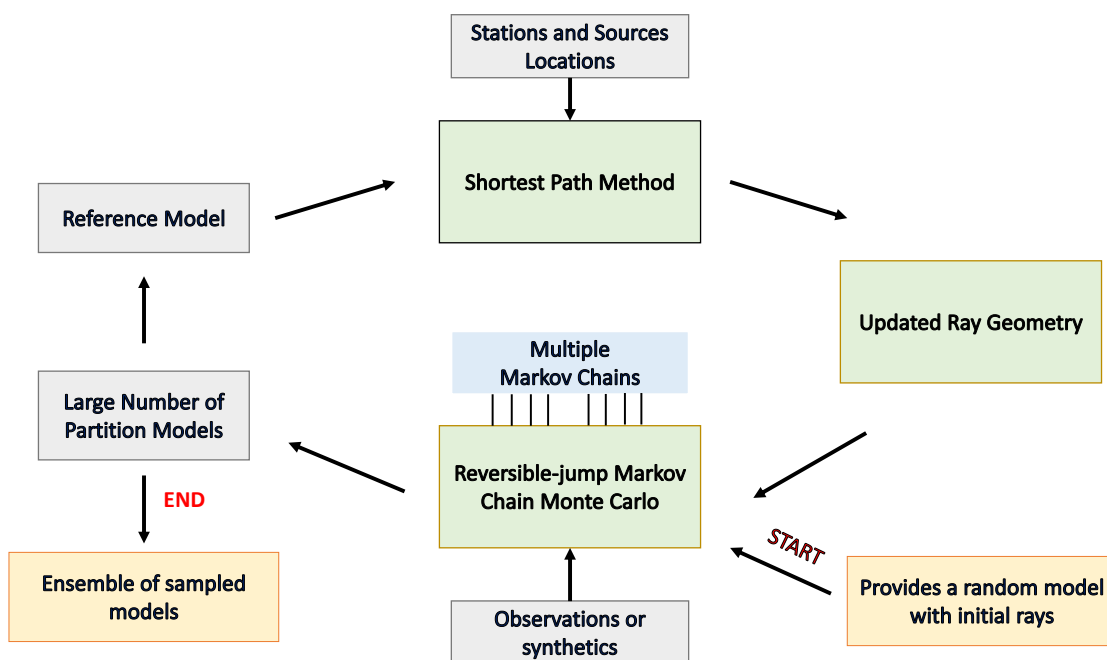 Stations and Sources
Locations
Shortest Path Method
Reference Model
Updated Ray Geometry
Multiple
Markov Chains
Large Number of
Partition Models
Reversible-jump Markov
Chain Monte Carlo
END
START
Ensemble of sampled
models
Provides a random model
with initial rays
Observations or
synthetics